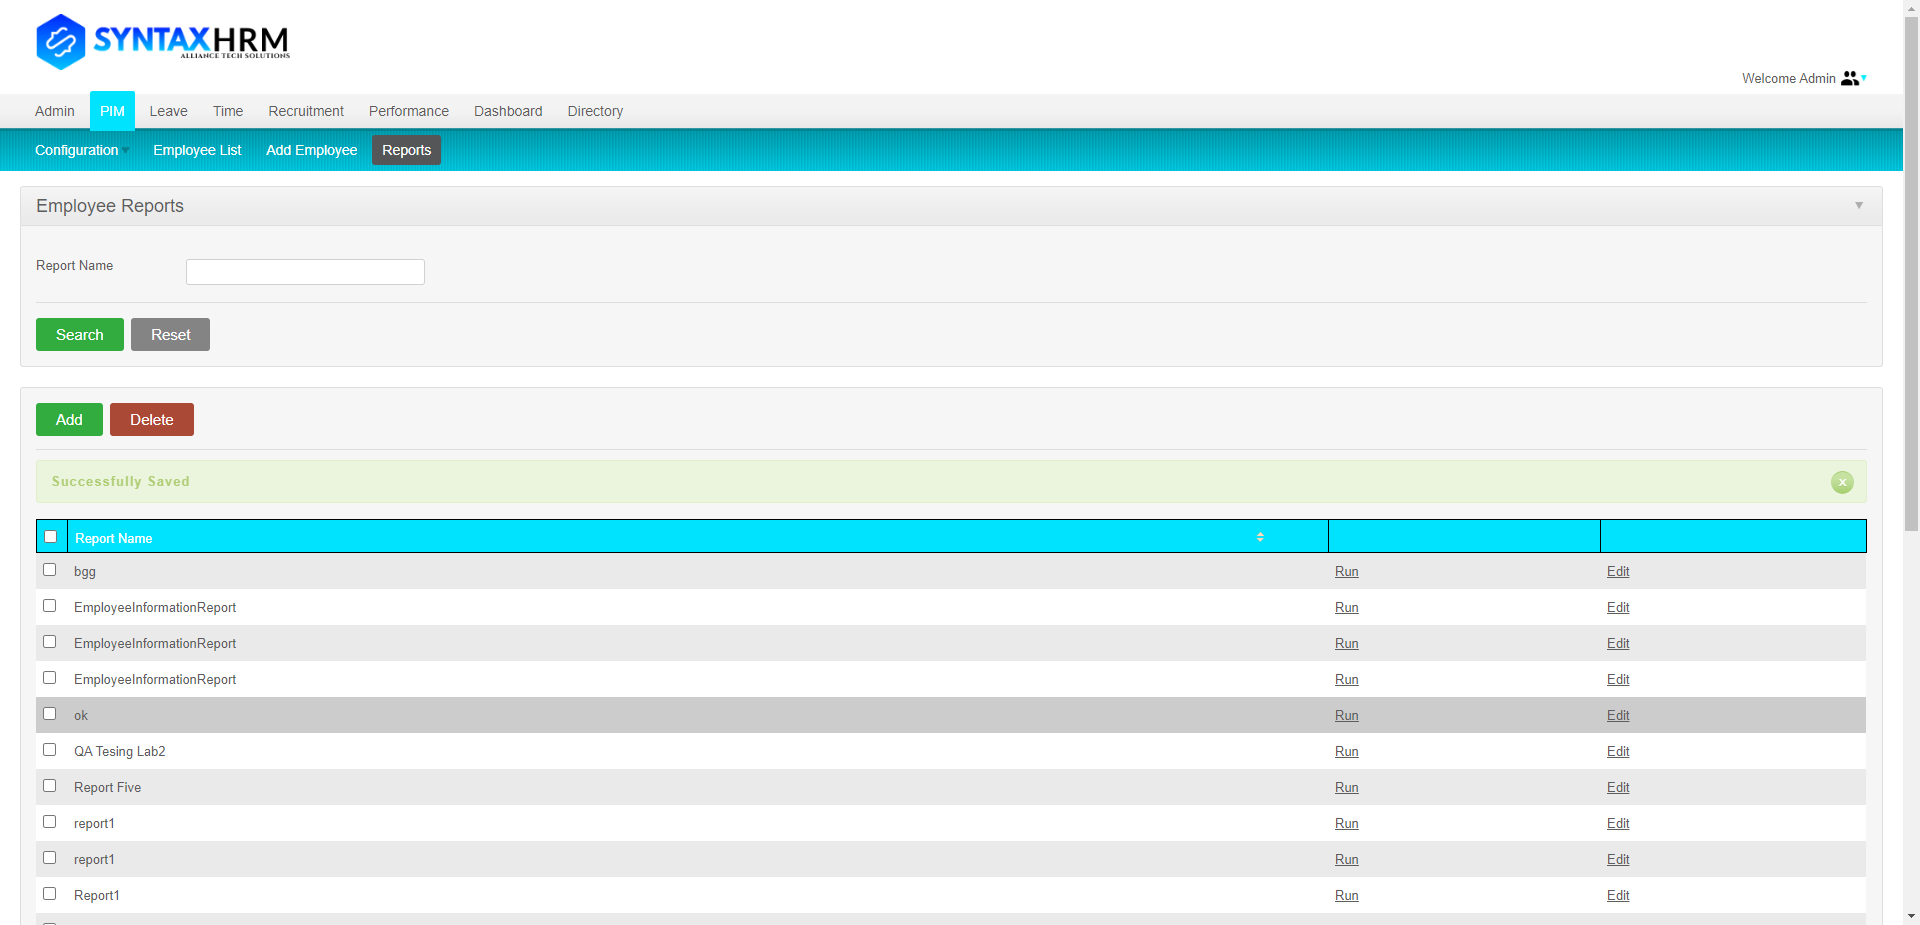 SYNTAXHRM
ALLIANCE TECH SOLUTIONS
Welcome Admin
Admin PIM Leave Time Recruitment Performance Dashboard Directory
Configuration Employee List Add Employee Reports
Employee Reports
Report Name
Search Reset
Add Delete
Successfully Saved x
Report Name
bgg Run Edit
EmployeeInformationReport Run Edit
EmployeeInformationReport Run Edit
EmployeeInformationReport Run Edit
ok Run Edit
QA Tesing Lab2 Run Edit
Report Five Run Edit
report1 Run Edit
report1 Run Edit
Report1 Run Edit